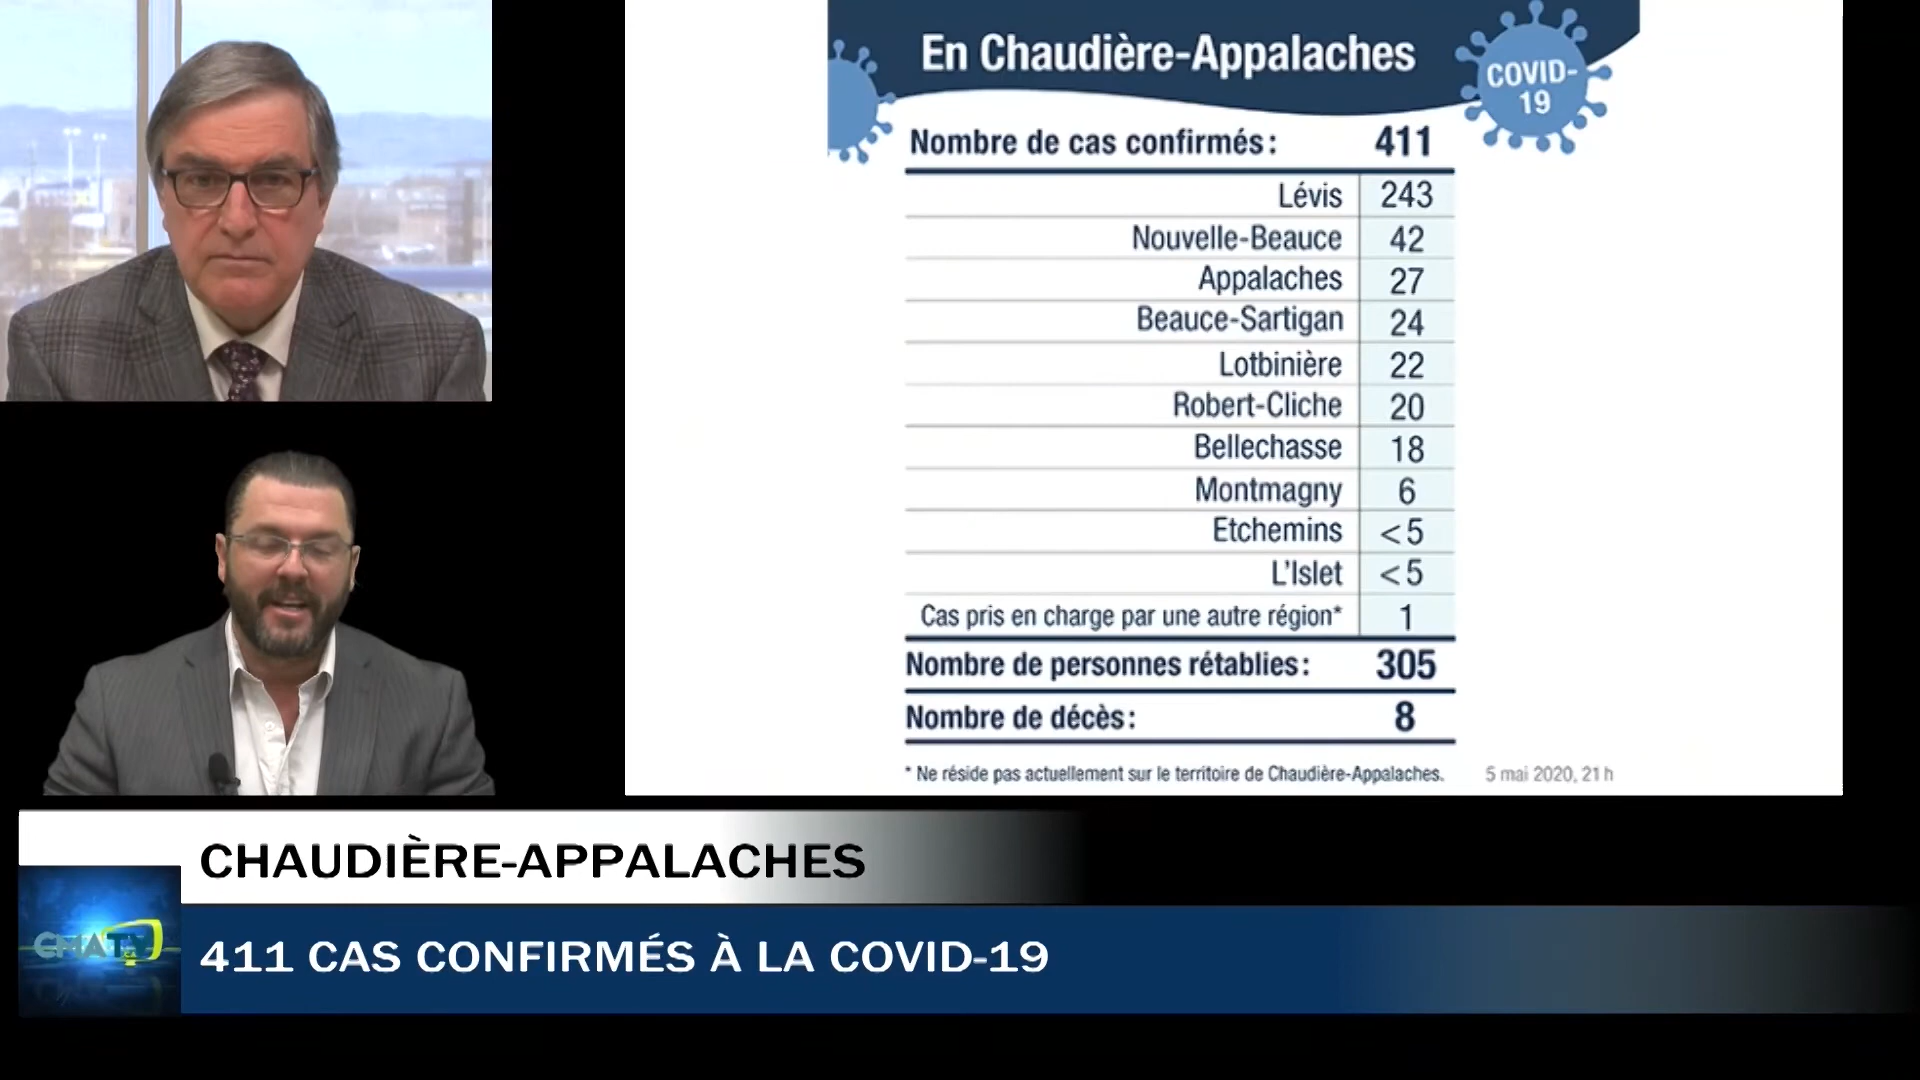 En Chaudière-Appalaches
COVID-
19
Nombre de cas confirmés : 411
Lévis 243
Nouvelle-Beauce 42
Appalaches 27
Beauce-Sartigan 24
Lotbinière 22
Robert-Cliche 20
Bellechasse 18
Montmagny 6
Etchemins <5
L'Islet <5
Cas pris en charge par une autre région* 1
Nombre de personnes rétablies : 305
Nombre de décès : 8
* Ne réside pas actuellement sur le territoire de Chaudière-Appalaches. 5 mai 2020, 21 h
CHAUDIÈRE-APPALACHES
CMATV
.CA
411 CAS CONFIRMÉS À LA COVID-19